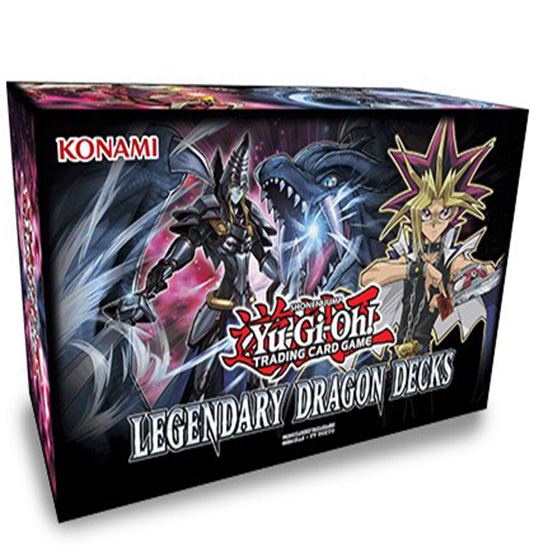 KONAMI
SHONEN JUMP
Yu-Gi-Oh!
TRADING CARD GAME
LEGENDARY DRAGON DECKS